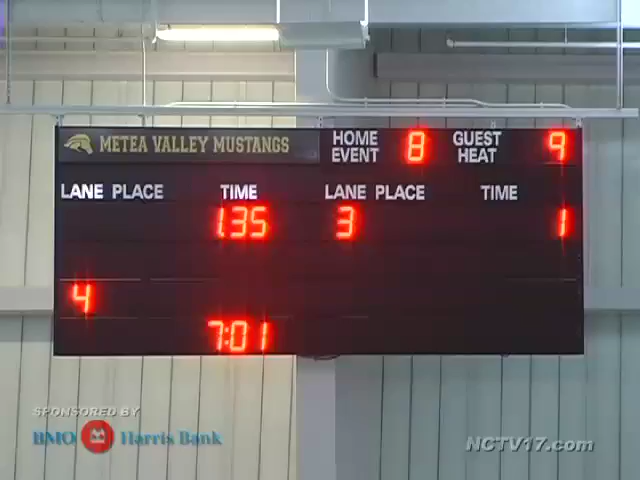 METEA VALLEY MUSTANGS
HOME EVENT 8 GUEST HEAT 9
LANE PLACE TIME LANE PLACE TIME
1.35 3 1
4
7:01
SPONSORED BY
BMO Harris Bank
NCTV17.com